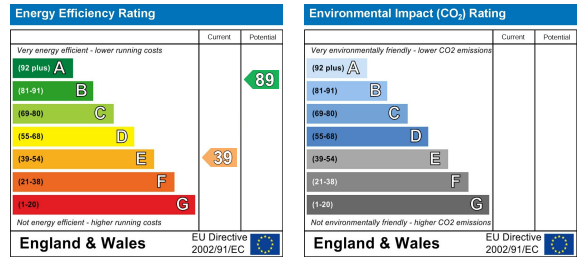 Energy Efficiency Rating
Current Potential
Very energy efficient - lower running costs
(92 plus) A
(81-91) B
(69-80) C
(55-68) D
(39-54) E
(21-38) F
(1-20) G
89
39
Not energy efficient - higher running costs
England & Wales
EU Directive
2002/91/EC
Environmental Impact (CO₂) Rating
Current Potential
Very environmentally friendly - lower CO2 emissions
(92 plus) A
(81-91) B
(69-80) C
(55-68) D
(39-54) E
(21-38) F
(1-20) G
Not environmentally friendly - higher CO2 emissions
England & Wales
EU Directive
2002/91/EC